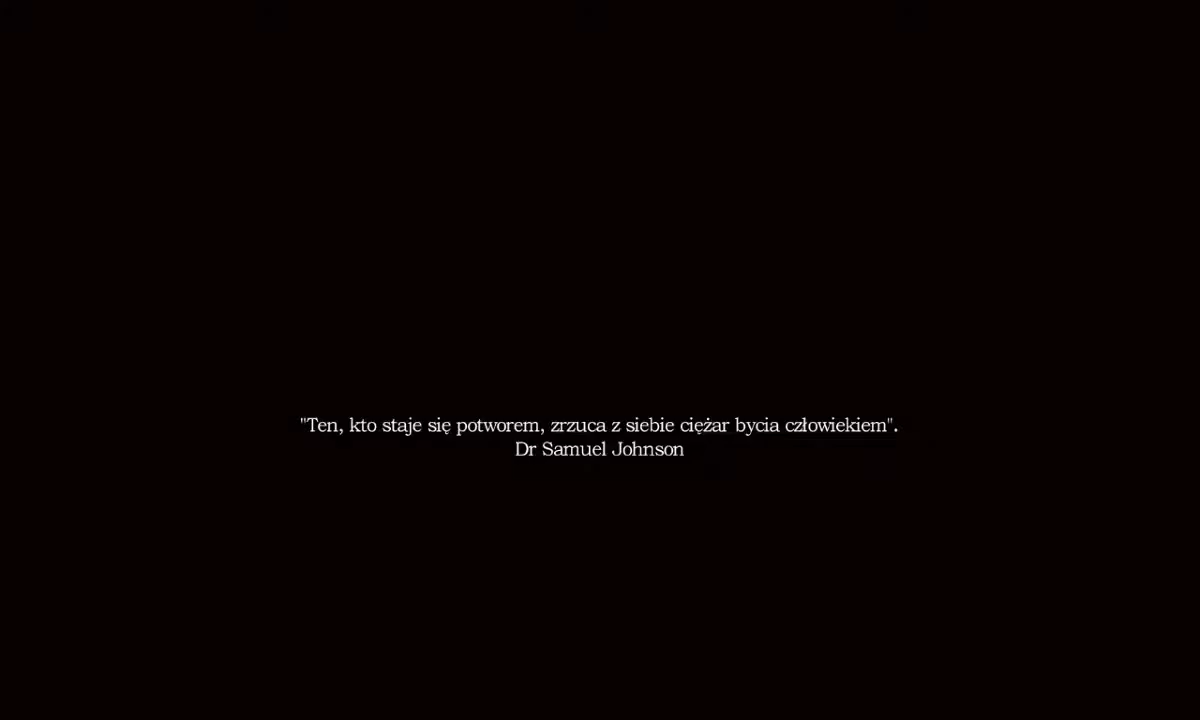 "Ten, kto staje się potworem, zrzuca z siebie ciężar bycia człowiekiem".
Dr Samuel Johnson